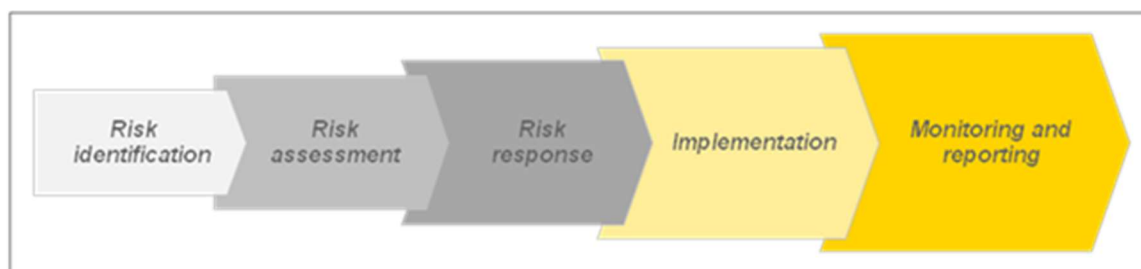 Risk
identification
Risk
assessment
Risk
response
Implementation
Monitoring and
reporting